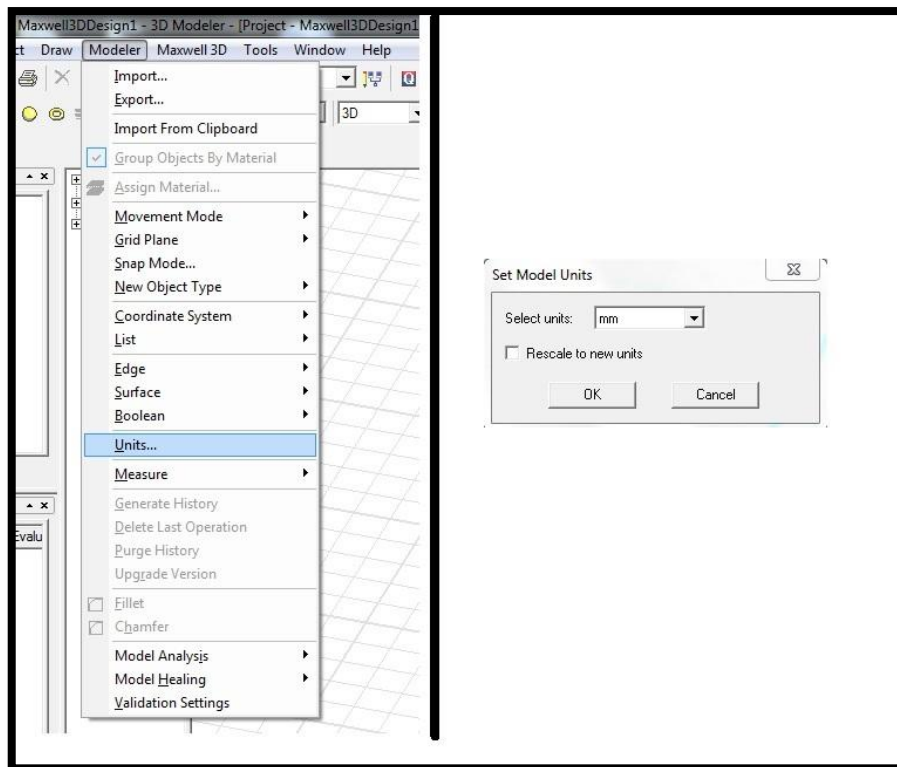 Maxwell3DDesign1 - 3D Modeler - [Project - Maxwell3DDesign1
ct Draw Modeler Maxwell 3D Tools Window Help
Import...
Export...
3D
Import From Clipboard
Group Objects By Material
Assign Material...
Movement Mode
Grid Plane
Snap Mode...
New Object Type
Coordinate System
List
Edge
Surface
Boolean
Units...
Measure
Generate History
Evalu
Delete Last Operation
Purge History
Upgrade Version
Fillet
Chamfer
Model Analysis
Model Healing
Validation Settings
Set Model Units
Select units: mm
Rescale to new units
OK Cancel